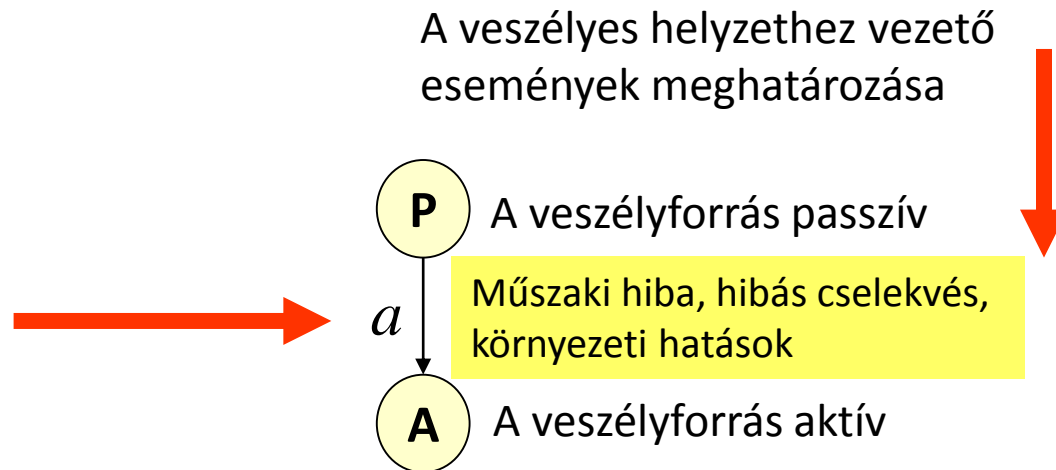 A veszélyes helyzethez vezető
események meghatározása
P
A veszélyforrás passzív
a
Műszaki hiba, hibás cselekvés,
környezeti hatások
A
A veszélyforrás aktív